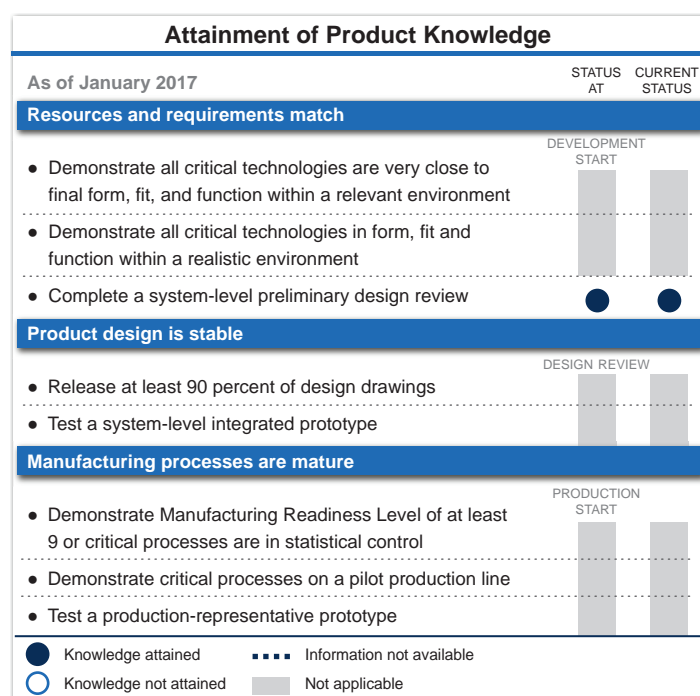 Attainment of Product Knowledge
As of January 2017
STATUS AT
CURRENT STATUS
Resources and requirements match
DEVELOPMENT START
● Demonstrate all critical technologies are very close to
final form, fit, and function within a relevant environment
● Demonstrate all critical technologies in form, fit and
function within a realistic environment
● Complete a system-level preliminary design review
Product design is stable
DESIGN REVIEW
● Release at least 90 percent of design drawings
● Test a system-level integrated prototype
Manufacturing processes are mature
PRODUCTION START
● Demonstrate Manufacturing Readiness Level of at least
9 or critical processes are in statistical control
● Demonstrate critical processes on a pilot production line
● Test a production-representative prototype
Knowledge attained
Information not available
Knowledge not attained
Not applicable